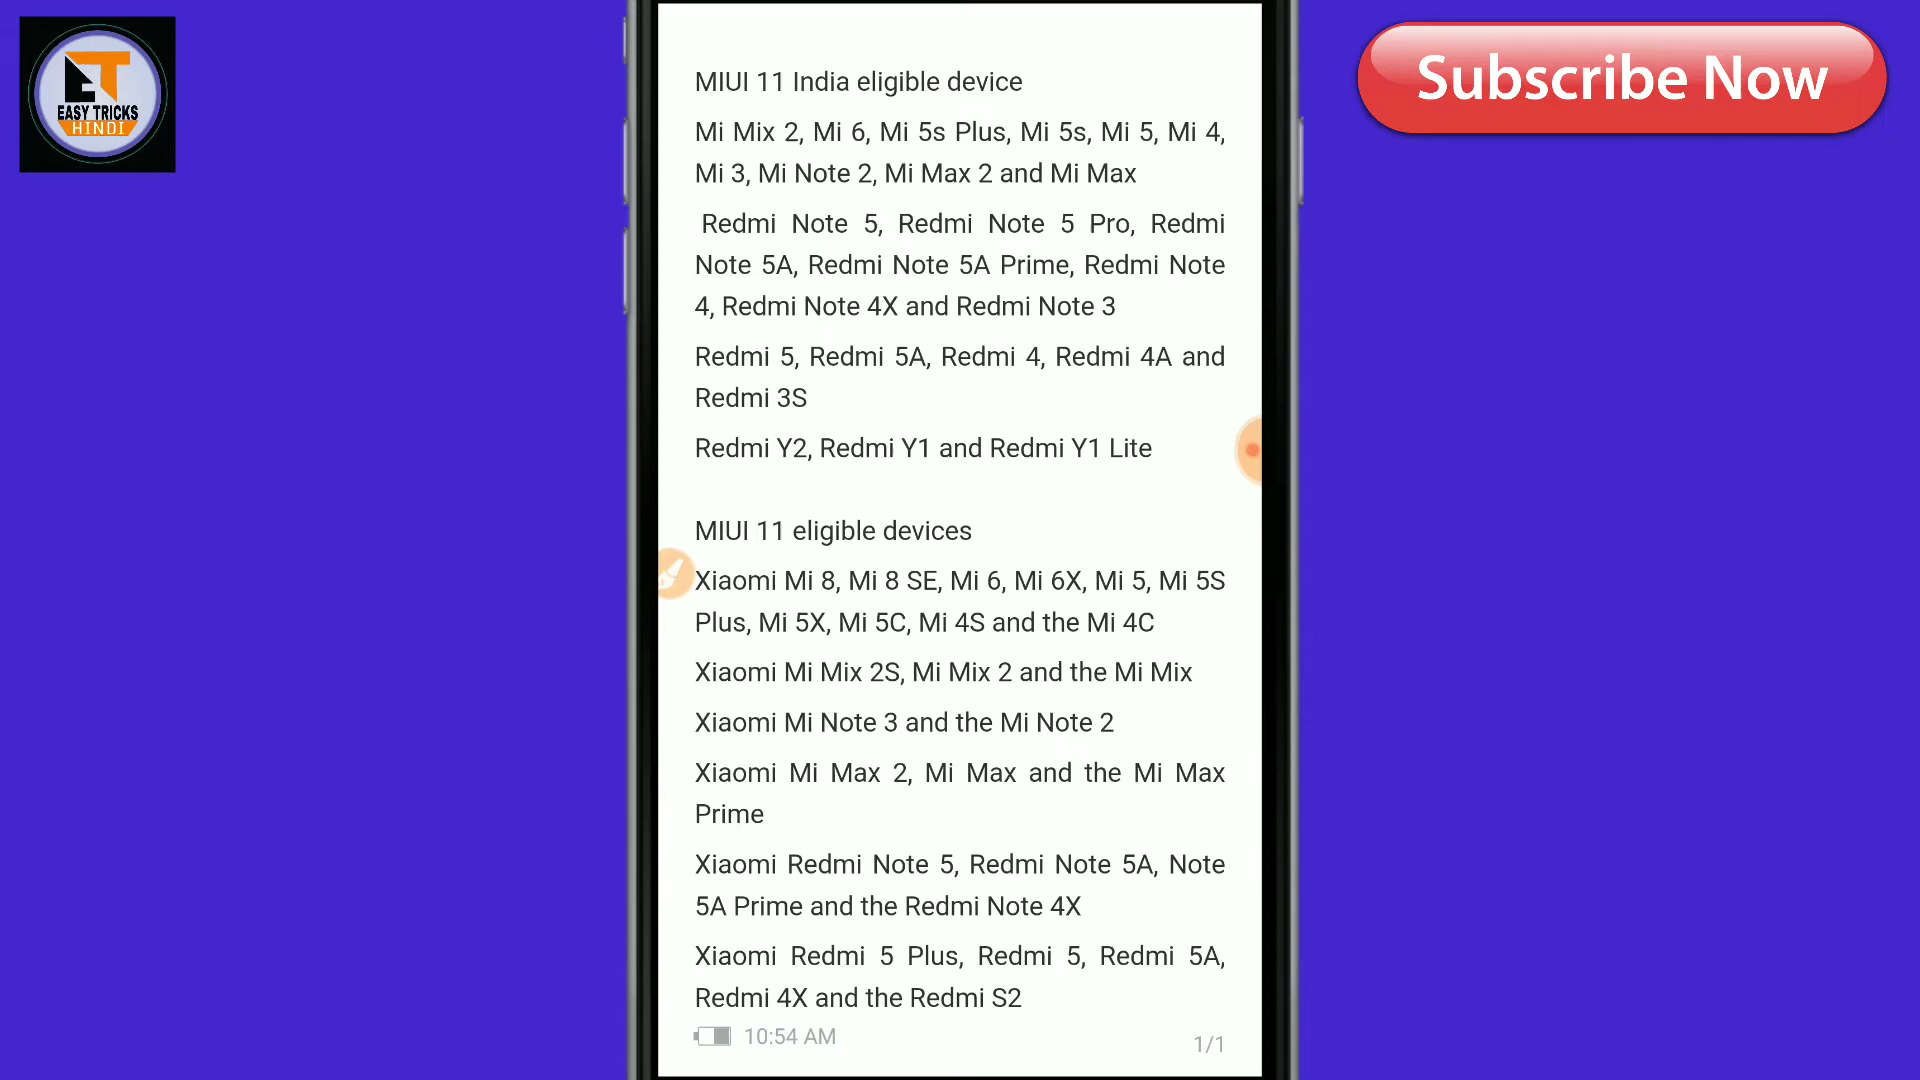 ET
EASY TRICKS
HINDI
Subscribe Now
MIUI 11 India eligible device
Mi Mix 2, Mi 6, Mi 5s Plus, Mi 5s, Mi 5, Mi 4,
Mi 3, Mi Note 2, Mi Max 2 and Mi Max
Redmi Note 5, Redmi Note 5 Pro, Redmi
Note 5A, Redmi Note 5A Prime, Redmi Note
4, Redmi Note 4X and Redmi Note 3
Redmi 5, Redmi 5A, Redmi 4, Redmi 4A and
Redmi 3S
Redmi Y2, Redmi Y1 and Redmi Y1 Lite
MIUI 11 eligible devices
Xiaomi Mi 8, Mi 8 SE, Mi 6, Mi 6X, Mi 5, Mi 5S
Plus, Mi 5X, Mi 5C, Mi 4S and the Mi 4C
Xiaomi Mi Mix 2S, Mi Mix 2 and the Mi Mix
Xiaomi Mi Note 3 and the Mi Note 2
Xiaomi Mi Max 2, Mi Max and the Mi Max
Prime
Xiaomi Redmi Note 5, Redmi Note 5A, Note
5A Prime and the Redmi Note 4X
Xiaomi Redmi 5 Plus, Redmi 5, Redmi 5A,
Redmi 4X and the Redmi S2
10:54 AM
1/1